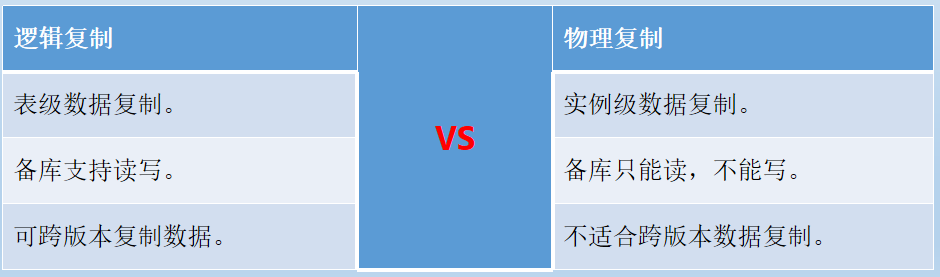 逻辑复制
物理复制
表级数据复制。
实例级数据复制。
VS
备库支持读写。
备库只能读，不能写。
可跨版本复制数据。
不适合跨版本数据复制。